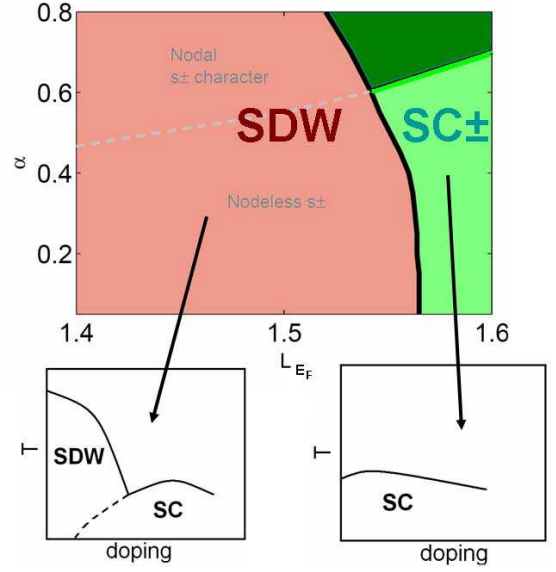 0.8
0.6
0.4
0.2
α
Nodal
s± character
SDW
SC±
Nodeless s±
1.4
1.5
1.6
L E_F
T
SDW
SC
doping
T
SC
doping